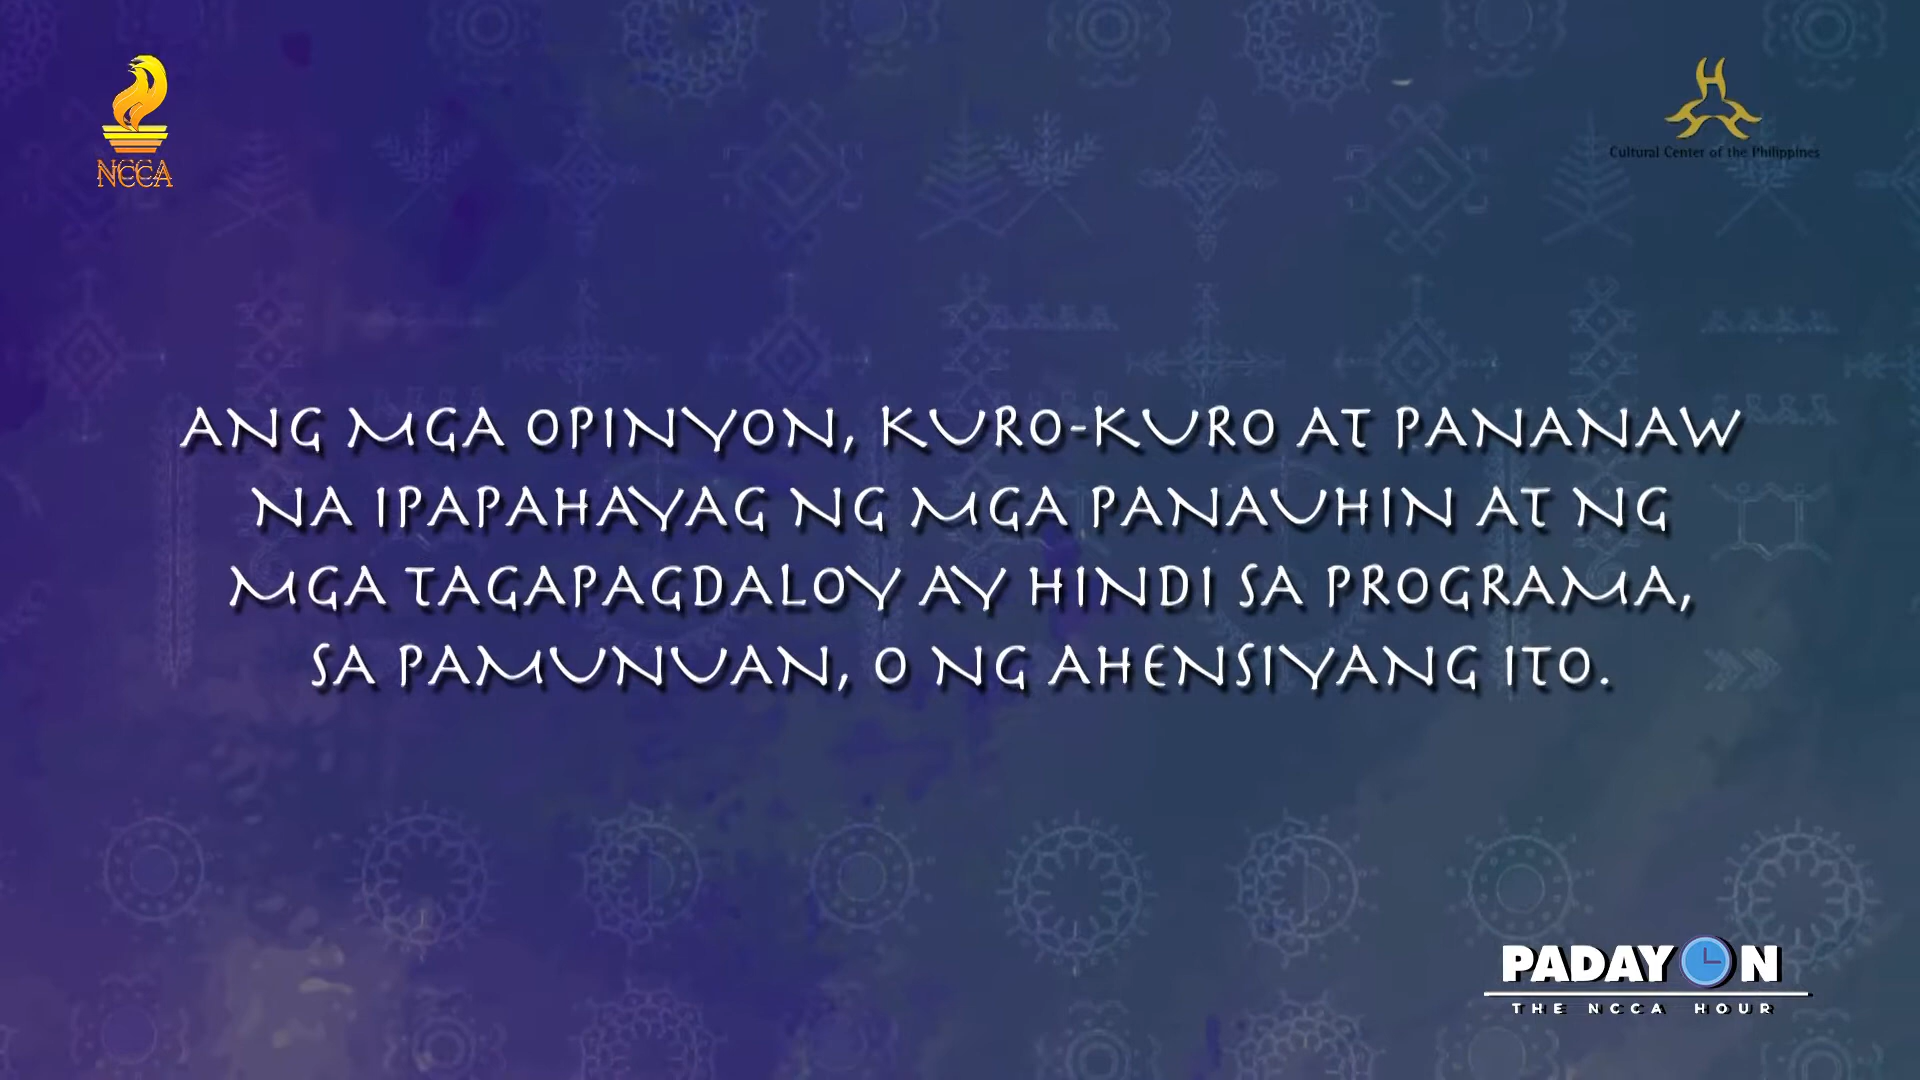 NCCA
Cultural Center of the Philippines
ANG MGA OPINYON, KURO-KURO AT PANANAW
NA IPAPAHAYAG NG MGA PANAUHIN AT NG
MGA TAGAPAGDALOY AY HINDI SA PROGRAMA,
SA PAMUNUAN, O NG AHENSIYANG ITO.
PADAYON
THE NCCA HOUR